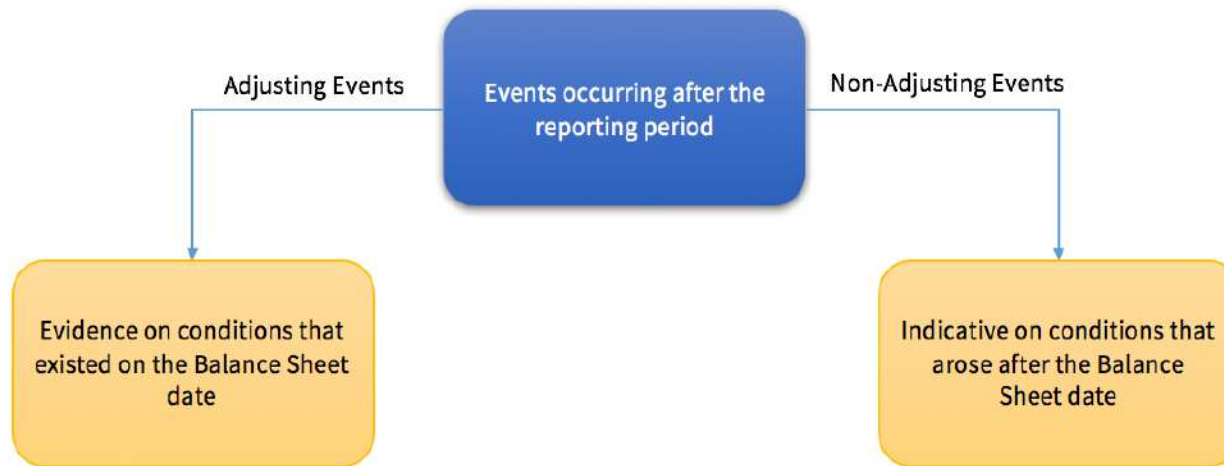 Adjusting Events
Events occurring after the
reporting period
Non-Adjusting Events
Evidence on conditions that
existed on the Balance Sheet
date
Indicative on conditions that
arose after the Balance
Sheet date